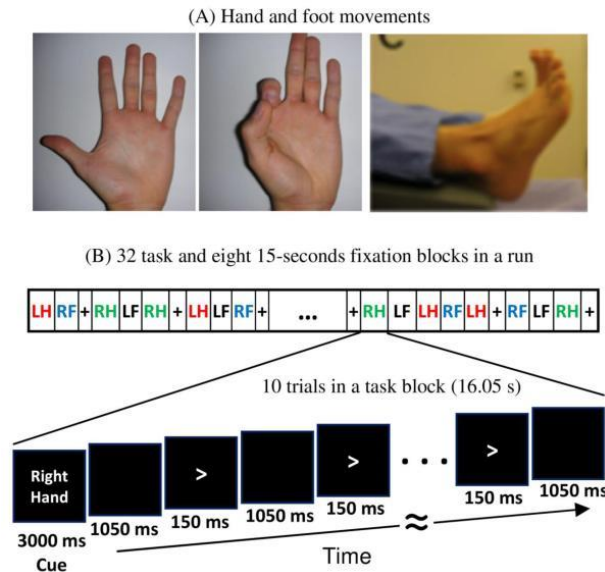 (A) Hand and foot movements
(B) 32 task and eight 15-seconds fixation blocks in a run
LH RF + RH LF RH + LH LF RF + ... + RH LF LH RF LH + RF LF RH +
10 trials in a task block (16.05 s)
Right
Hand
> > . . . >
3000 ms 1050 ms 150 ms 1050 ms 150 ms ≈ 150 ms 1050 ms
Cue
Time